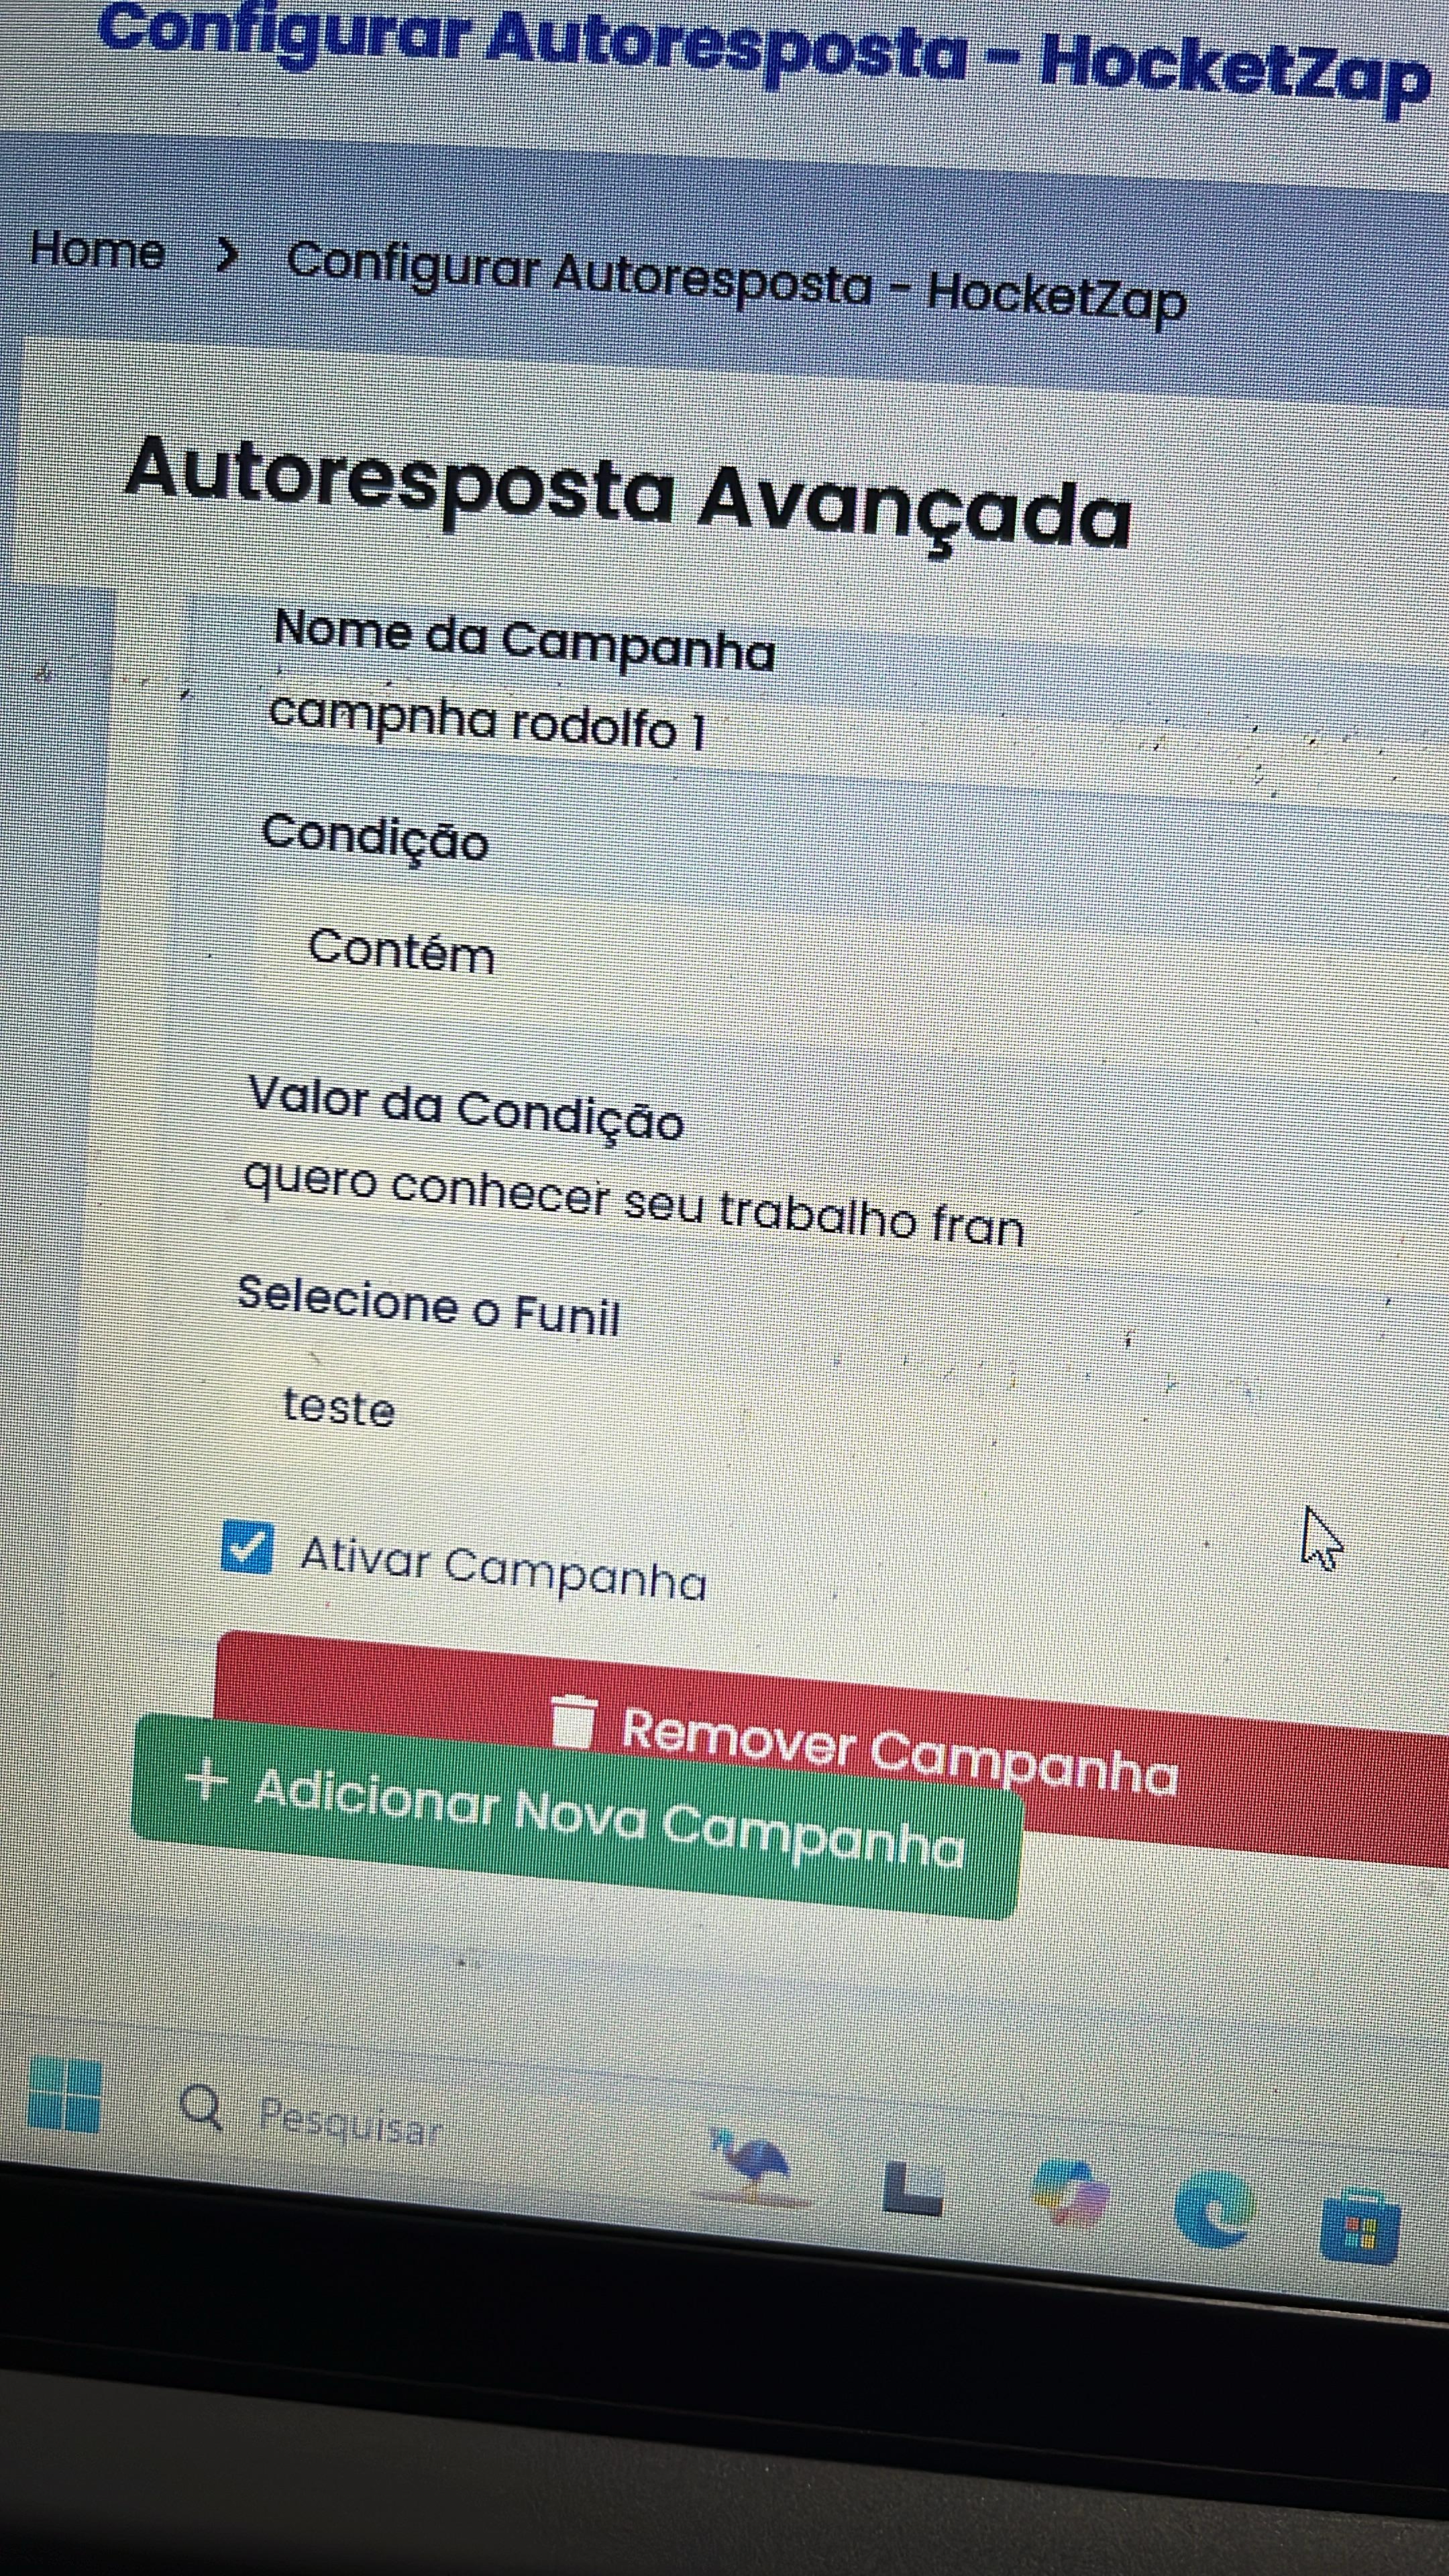 Configurar Autoresposta - HocketZap
Home > Configurar Autoresposta - HocketZap
Autoresposta Avançada
Nome da Campanha
campnha rodolfo 1
Condição
Contém
Valor da Condição
quero conhecer seu trabalho fran
Selecione o Funil
teste
Ativar Campanha
Remover Campanha
+ Adicionar Nova Campanha
Pesquisar